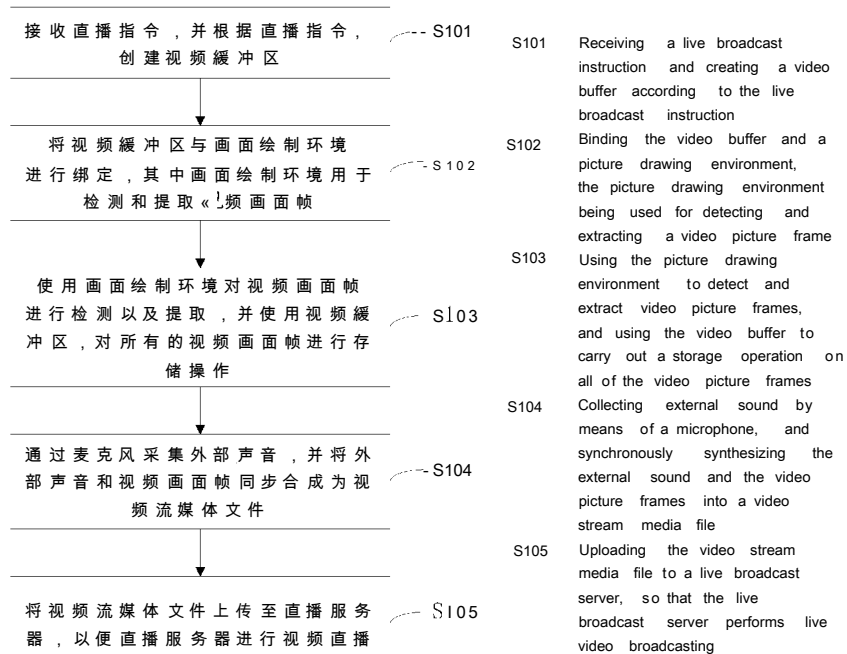 接收直播指令，并根据直播指令，
创建视频緩冲区
S101
将视频緩冲区与画面绘制环境
进行绑定，其中画面绘制环境用于
检测和提取 频画面帧
S102
使用画面绘制环境对视频画面帧
进行检测以及提取，并使用视频緩
冲区，对所有的视频画面帧进行存
储操作
S103
通过麦克风采集外部声音，并将外
部声音和视频画面帧同步合成为视
频流媒体文件
S104
将视频流媒体文件上传至直播服务
器，以便直播服务器进行视频直播
S105
S101 Receiving a live broadcast
instruction and creating a video
buffer according to the live
broadcast instruction
S102 Binding the video buffer and a
picture drawing environment,
the picture drawing environment
being used for detecting and
extracting a video picture frame
S103 Using the picture drawing
environment to detect and
extract video picture frames,
and using the video buffer to
carry out a storage operation on
all of the video picture frames
S104 Collecting external sound by
means of a microphone, and
synchronously synthesizing the
external sound and the video
picture frames into a video
stream media file
S105 Uploading the video stream
media file to a live broadcast
server, so that the live
broadcast server performs live
video broadcasting